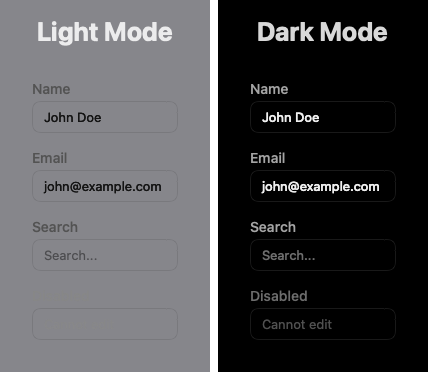 Light Mode
Name
John Doe
Email
john@example.com
Search
Search...
Dark Mode
Name
John Doe
Email
john@example.com
Search
Search...
Disabled
Cannot edit